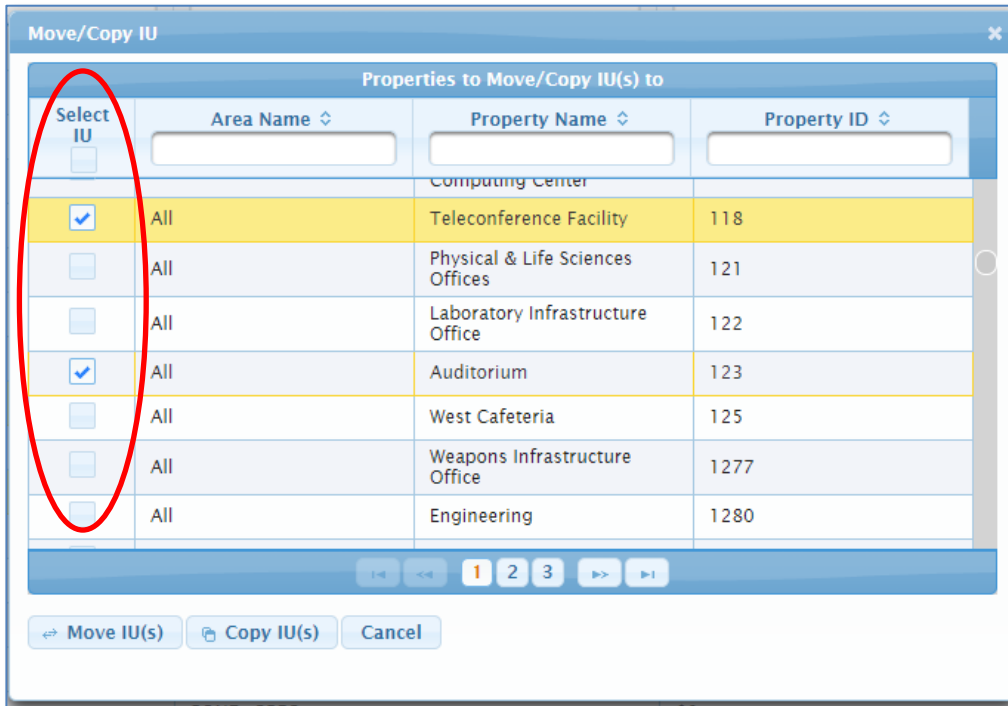 Move/Copy IU
Properties to Move/Copy IU(s) to
Select IU
Area Name
Property Name
Property ID
Computing Center
All Teleconference Facility 118
All Physical & Life Sciences Offices 121
All Laboratory Infrastructure Office 122
All Auditorium 123
All West Cafeteria 125
All Weapons Infrastructure Office 1277
All Engineering 1280
1 2 3
Move IU(s) Copy IU(s) Cancel